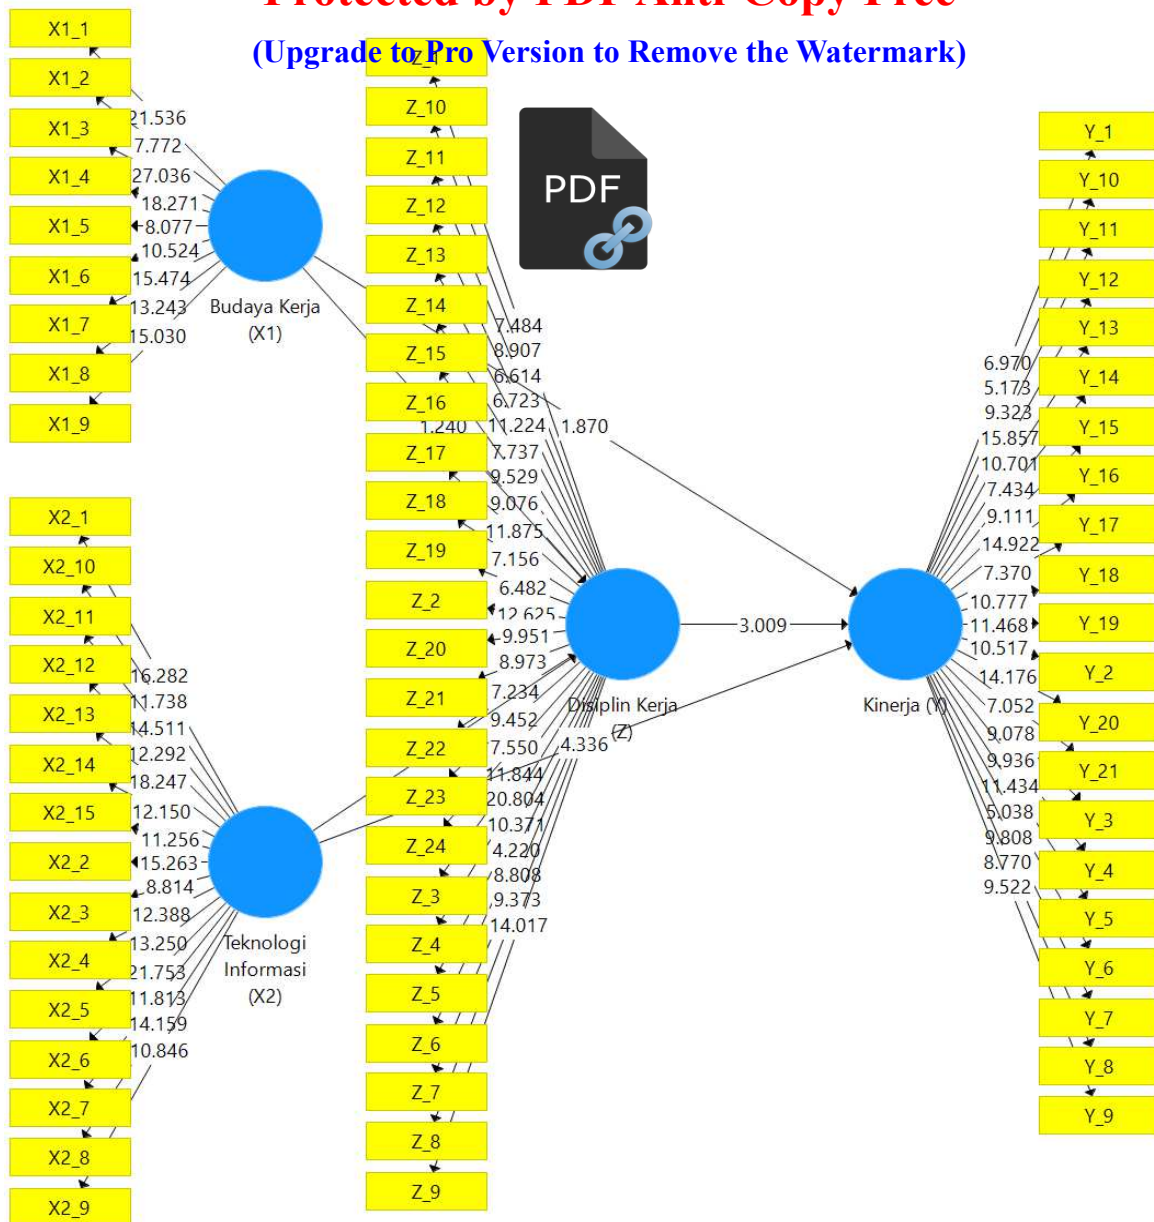 Protected by PDF Anti-Copy Free
(Upgrade to Pro Version to Remove the Watermark)
PDF
X1_1
X1_2
X1_3
X1_4
X1_5
X1_6
X1_7
X1_8
X1_9
21.536
7.772
27.036
18.271
8.077
10.524
15.474
13.243
15.030
Budaya Kerja
(X1)
X2_1
X2_10
X2_11
X2_12
X2_13
X2_14
X2_15
X2_2
X2_3
X2_4
X2_5
X2_6
X2_7
X2_8
X2_9
16.282
11.738
14.511
12.292
18.247
12.150
11.256
15.263
8.814
12.388
13.250
21.753
11.813
14.159
10.846
Teknologi
Informasi
(X2)
Z_1
Z_10
Z_11
Z_12
Z_13
Z_14
Z_15
Z_16
Z_17
Z_18
Z_19
Z_2
Z_20
Z_21
Z_22
Z_23
Z_24
Z_3
Z_4
Z_5
Z_6
Z_7
Z_8
Z_9
7.484
8.907
6.614
6.723
11.224
7.737
9.529
9.076
11.875
7.156
6.482
12.625
9.951
8.973
7.234
9.452
7.550
11.844
20.804
10.371
4.220
8.808
9.373
14.017
1.240
1.870
3.009
4.336
Disiplin Kerja
(Z)
Kinerja (Y)
6.970
5.173
9.323
15.857
10.701
7.434
9.111
14.922
7.370
10.777
11.468
10.517
14.176
7.052
9.078
9.936
11.434
5.038
9.808
8.770
9.522
Y_1
Y_10
Y_11
Y_12
Y_13
Y_14
Y_15
Y_16
Y_17
Y_18
Y_19
Y_2
Y_20
Y_21
Y_3
Y_4
Y_5
Y_6
Y_7
Y_8
Y_9